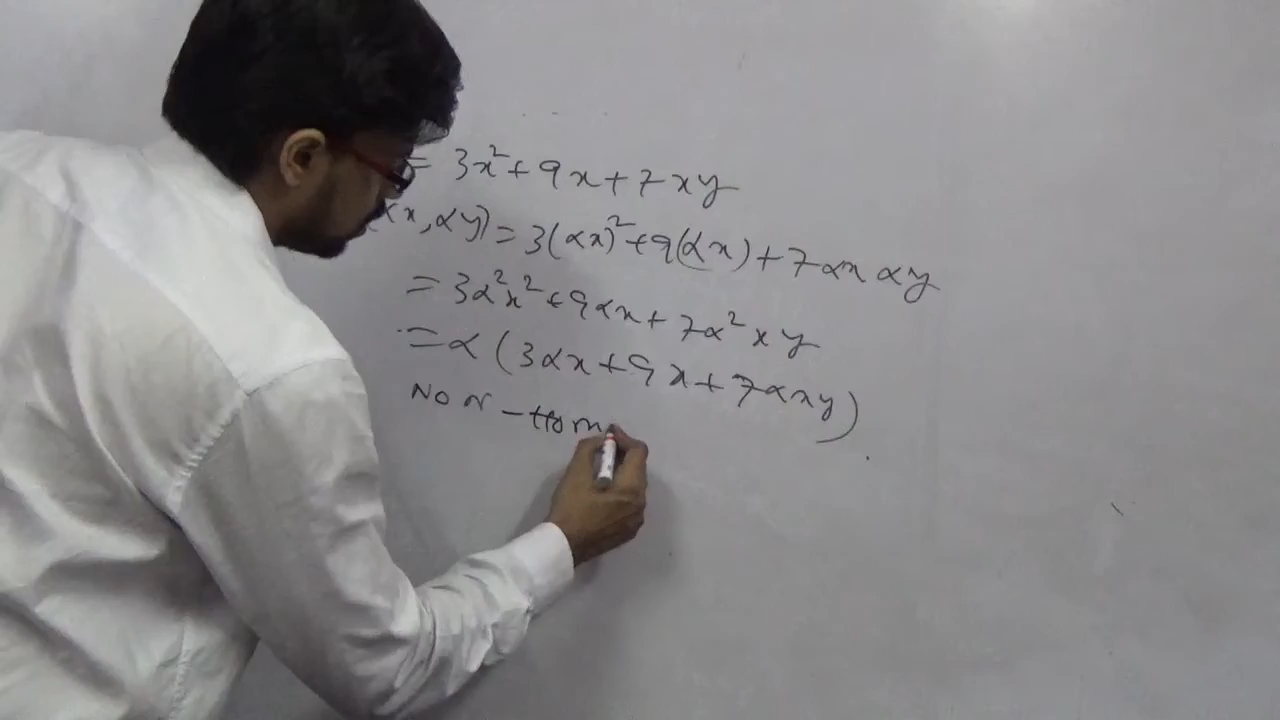 = 3x² + 9x + 7xy
(αx, αy) = 3(αx)² + 9(αx) + 7αx αy
= 3α²x² + 9αx + 7α²xy
= α(3αx + 9x + 7αxy)
NON-Hom